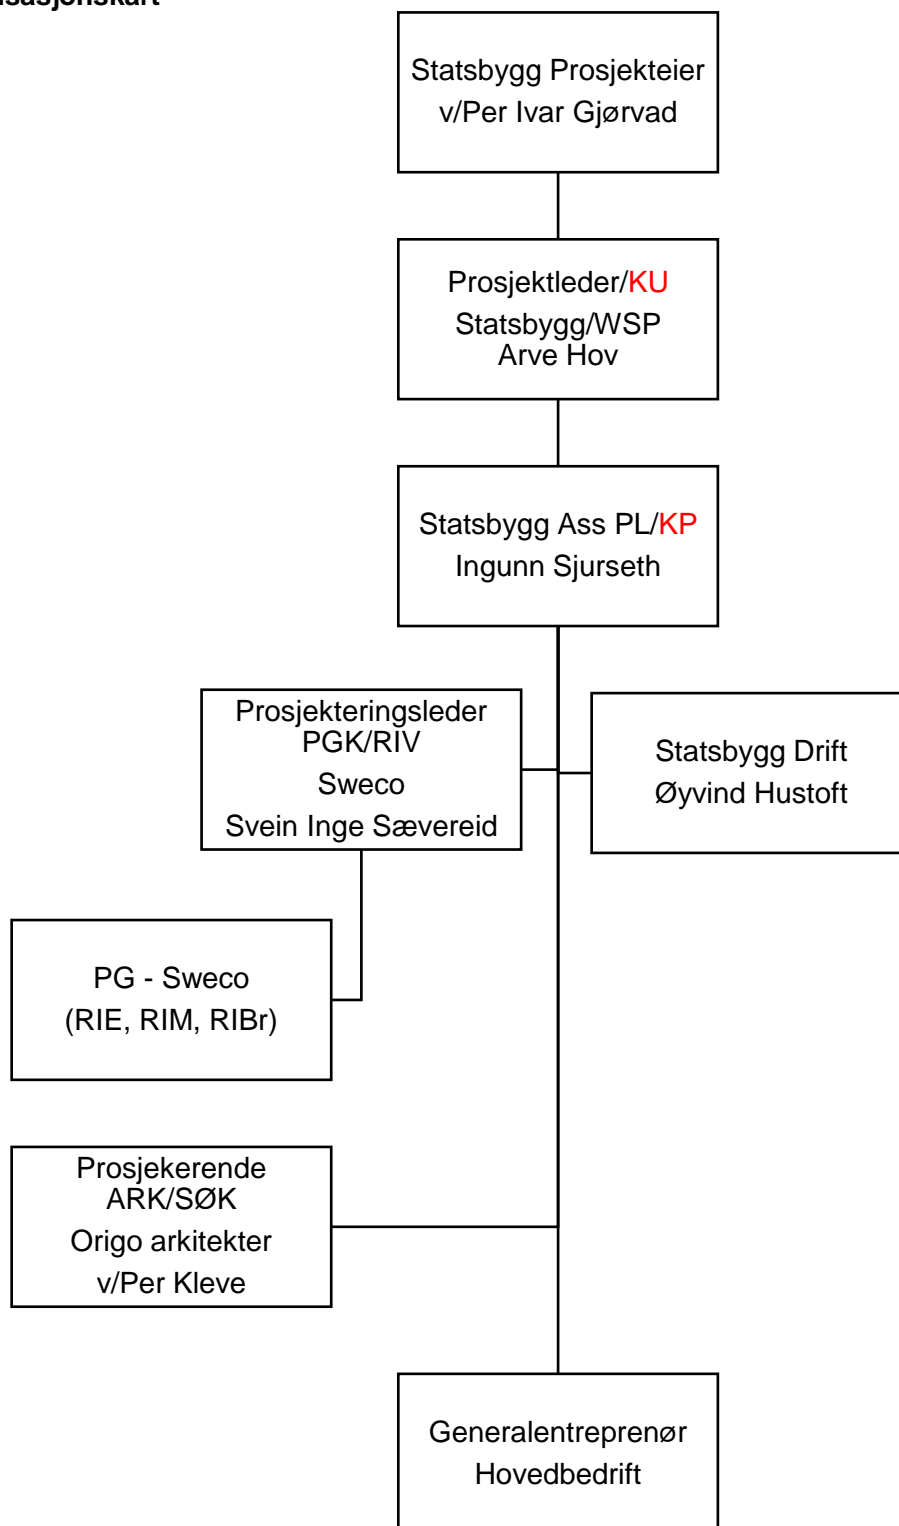 Statsbygg Prosjekteier
v/Per Ivar Gjørvad
Prosjektleder/KU
Statsbygg/WSP
Arve Hov
Statsbygg Ass PL/KP
Ingunn Sjurseth
Prosjekteringsleder
PGK/RIV
Sweco
Svein Inge Sævereid
Statsbygg Drift
Øyvind Hustoft
PG - Sweco
(RIE, RIM, RIBr)
Prosjekerende
ARK/SØK
Origo arkitekter
v/Per Kleve
Generalentreprenør
Hovedbedrift